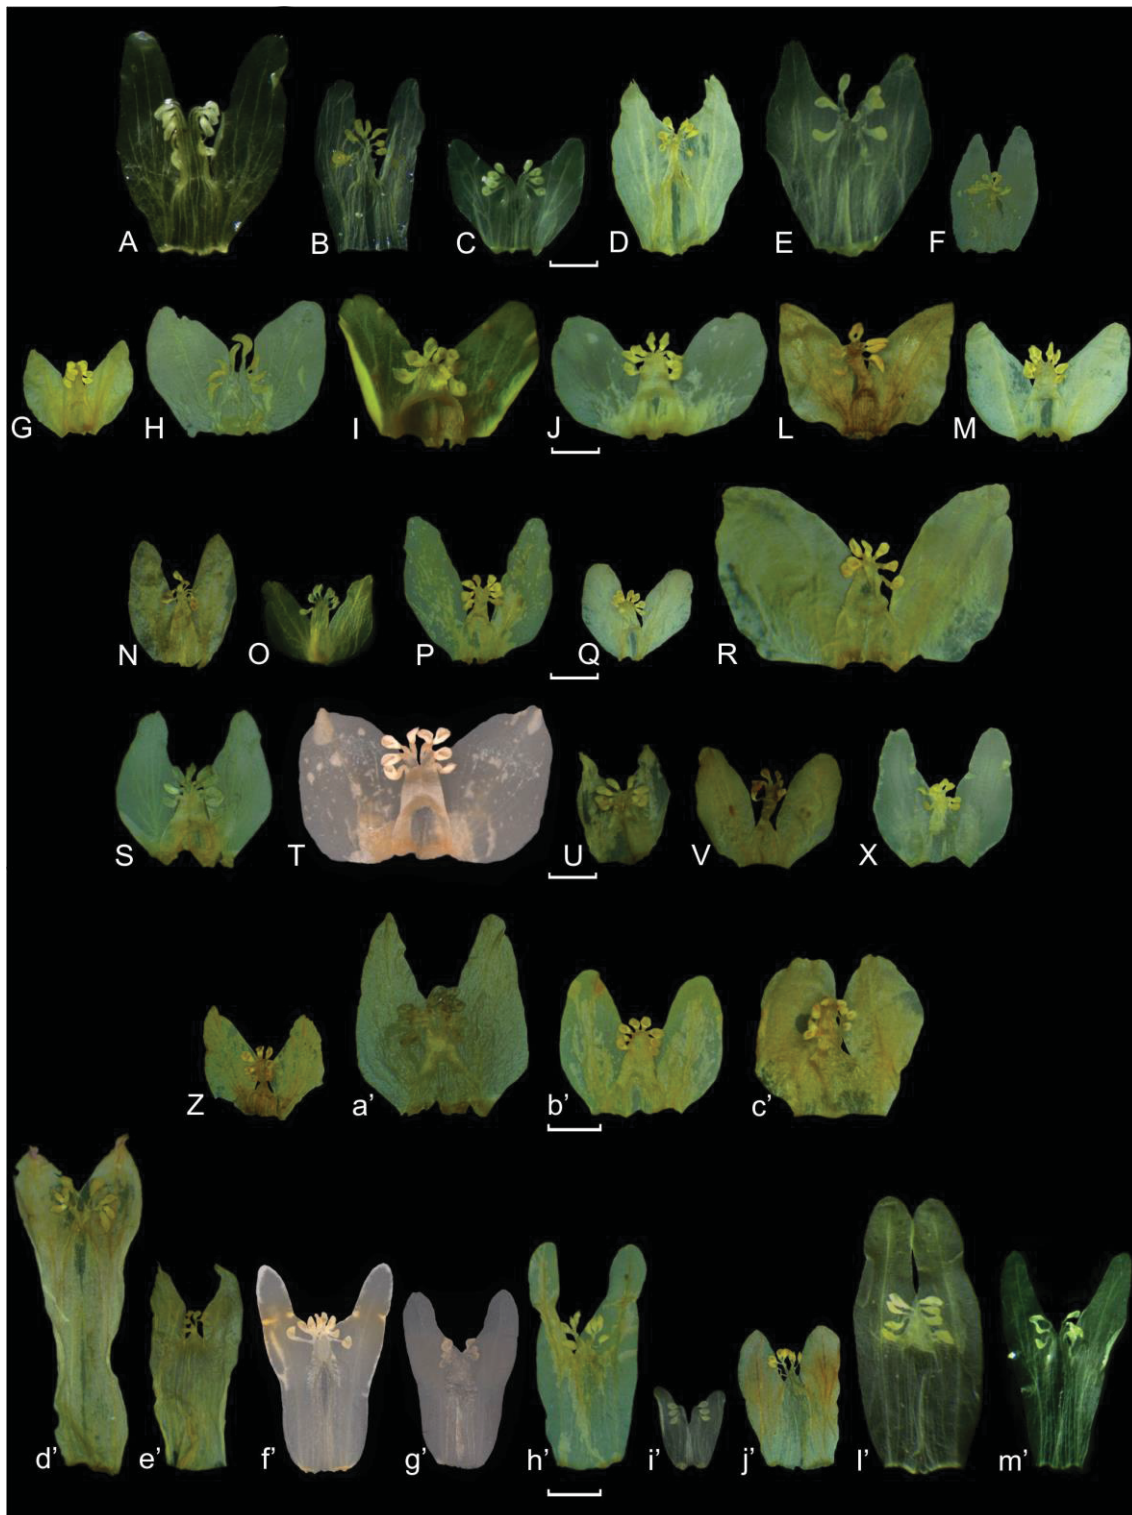 A B C D E F
G H I J L M
N O P Q R
S T U V X
Z a' b' c'
d' e' f' g' h' i' j' l' m'